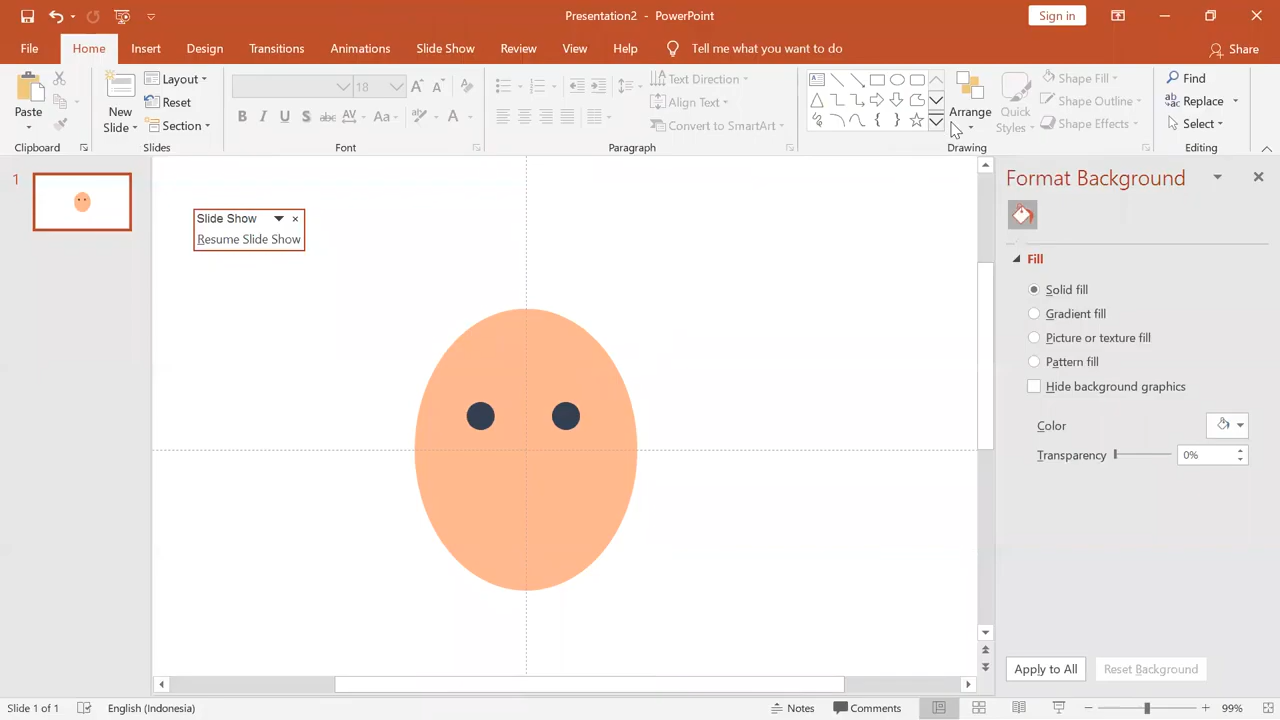 Presentation2 - PowerPoint
Sign in
File Home Insert Design Transitions Animations Slide Show Review View Help Tell me what you want to do Share
Paste
Clipboard
New Slide
Layout
Reset
Section
Slides
18
B I U S abc AV Aa A
Font
Text Direction
Align Text
Convert to SmartArt
Paragraph
Arrange
Quick Styles
Shape Fill
Shape Outline
Shape Effects
Drawing
Find
Replace
Select
Editing
1
Slide Show
Resume Slide Show
Format Background
Fill
Solid fill
Gradient fill
Picture or texture fill
Pattern fill
Hide background graphics
Color
Transparency 0%
Apply to All
Reset Background
Slide 1 of 1
English (Indonesia)
Notes
Comments
99%